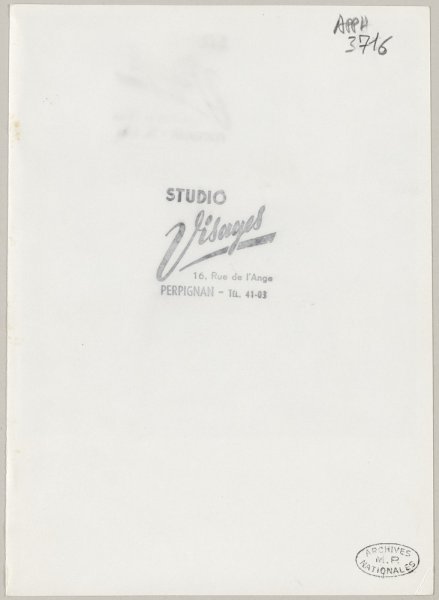 APPH
3716
STUDIO
Visages
16, Rue de l'Ange
PERPIGNAN - TÉL. 41-03
ARCHIVES
M.P.
NATIONALES